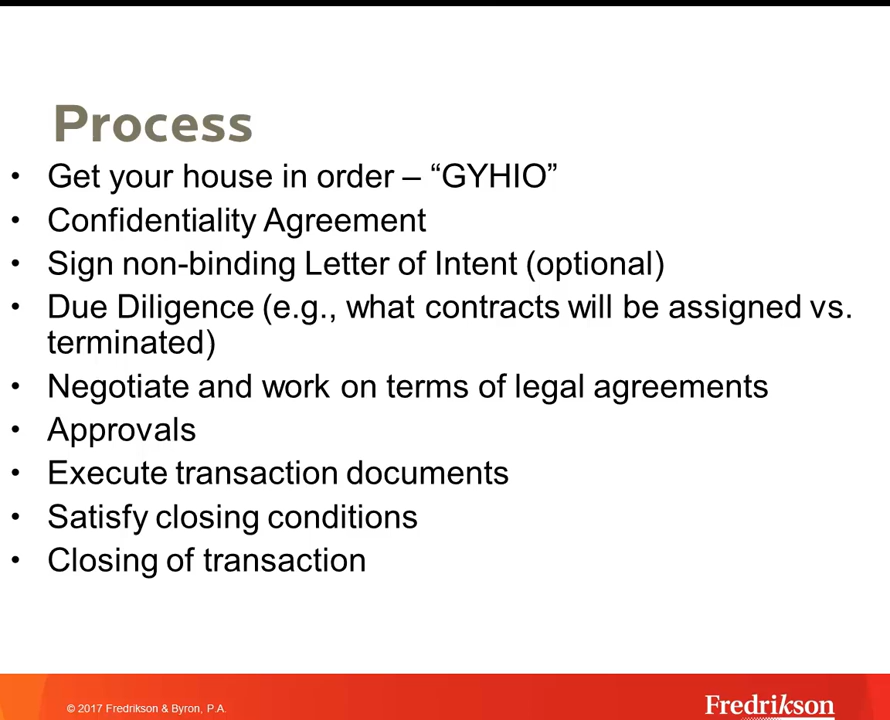 Process
• Get your house in order – “GYHIO”
• Confidentiality Agreement
• Sign non-binding Letter of Intent (optional)
• Due Diligence (e.g., what contracts will be assigned vs.
terminated)
• Negotiate and work on terms of legal agreements
• Approvals
• Execute transaction documents
• Satisfy closing conditions
• Closing of transaction
© 2017 Fredrikson & Byron, P.A.
Fredrikson